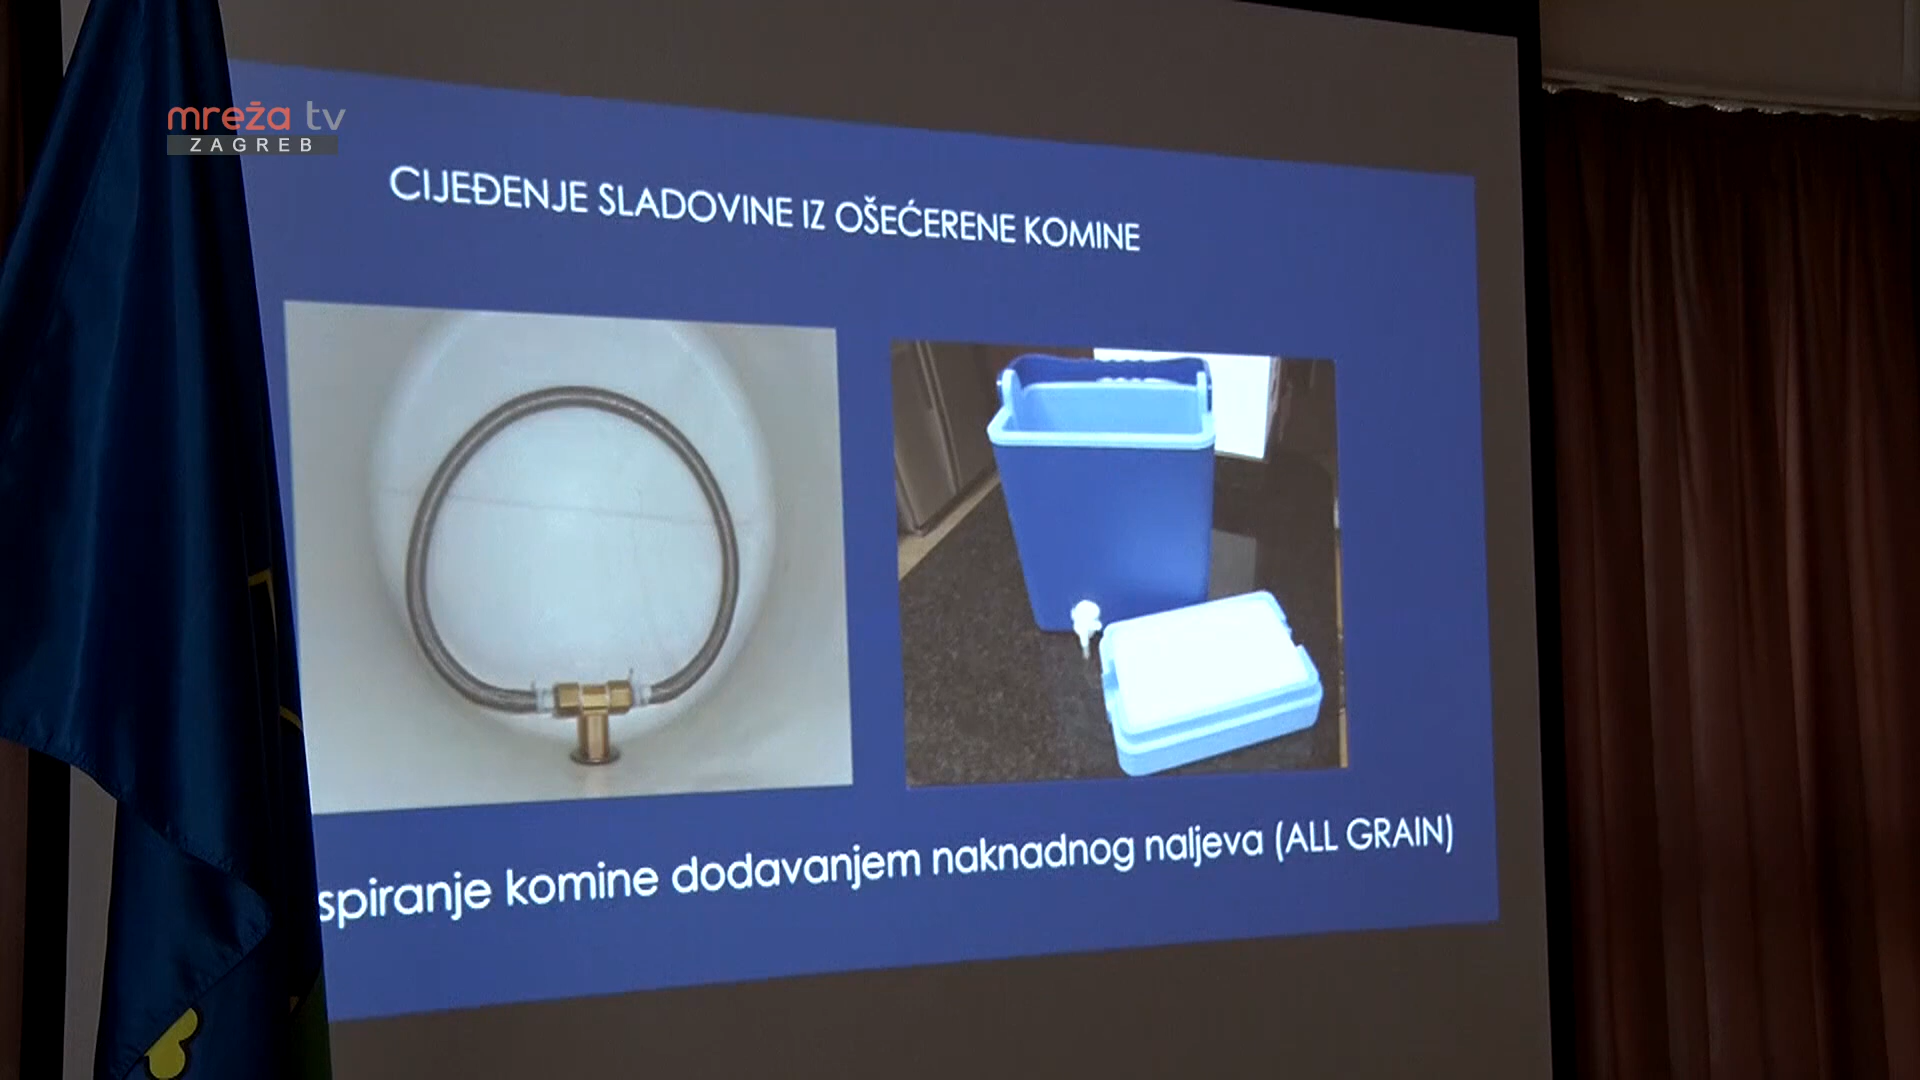 mreža tv
ZAGREB
CIJEĐENJE SLADOVINE IZ OŠEĆERENE KOMINE
spiranje komine dodavanjem naknadnog naljeva (ALL GRAIN)